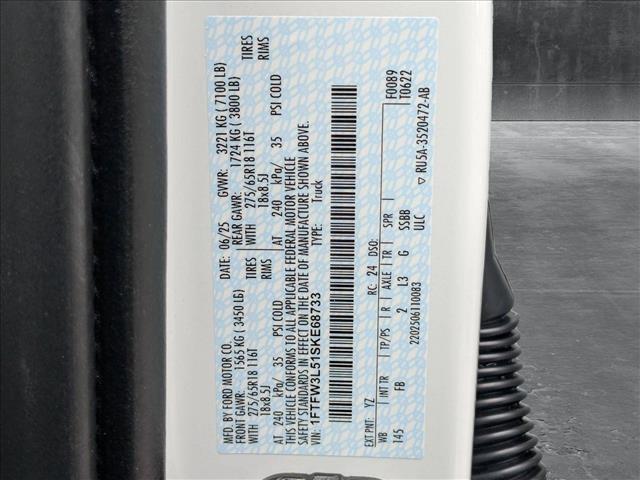 MFD. BY FORD MOTOR CO.
DATE: 06/25 GVWR: 3221 KG ( 7100 LB)
FRONT GAWR: 1565 KG ( 3450 LB) REAR GAWR: 1724 KG ( 3800 LB)
WITH 275/65R18 116T TIRES WITH 275/65R18 116T TIRES
18x8.5J RIMS 18x8.5J RIMS
AT 240 kPa/ 35 PSI COLD AT 240 kPa/ 35 PSI COLD
THIS VEHICLE CONFORMS TO ALL APPLICABLE FEDERAL MOTOR VEHICLE
SAFETY STANDARDS IN EFFECT ON THE DATE OF MANUFACTURE SHOWN ABOVE.
VIN: 1FTFW3L51SKE68733 TYPE: Truck
EXT PNT: YZ RC: 24 DSO: F0089
T0622
WB INT TR TP/PS R AXLE TR SPR
145 FB 2 L3 G SSBB
ULC
2202506110083 RU5A-3520472-AB